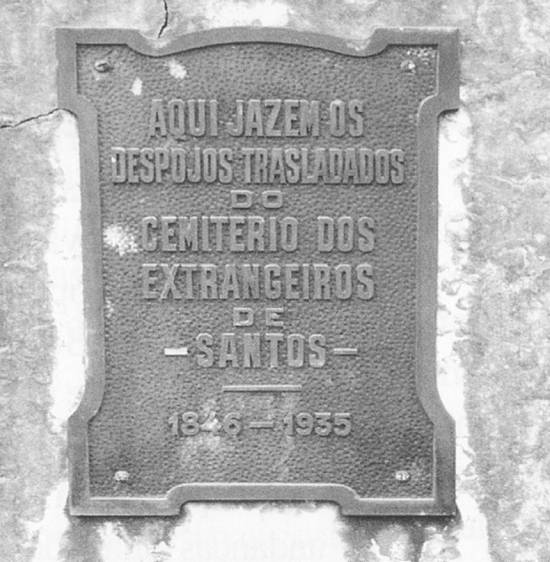 AQUI JAZEM OS
DESPOJOS TRASLADADOS
DO
CEMITERIO DOS
EXTRANGEIROS
DE
- SANTOS -
1846 - 1935